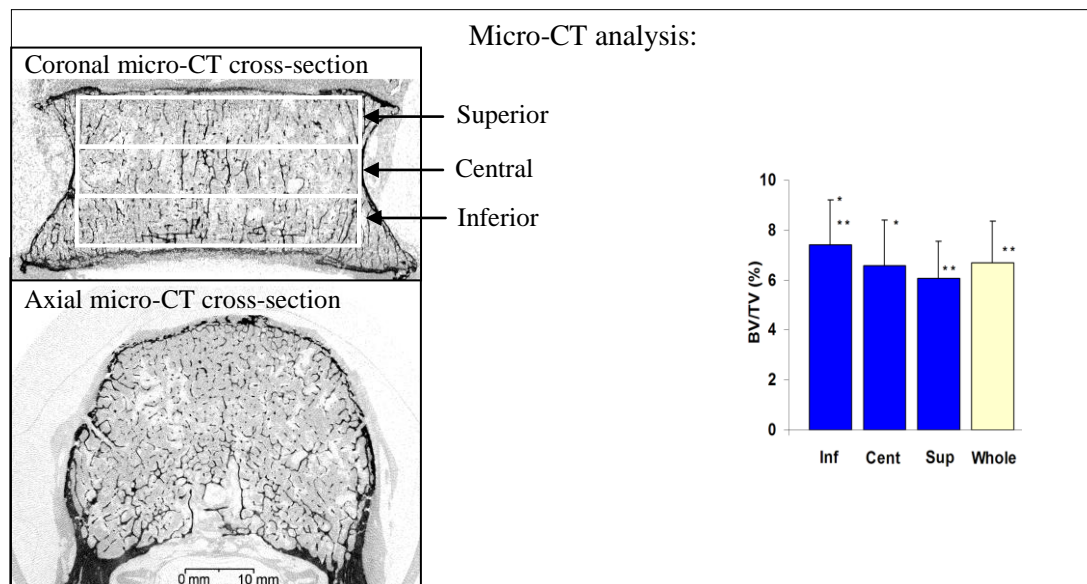 Micro-CT analysis:
Coronal micro-CT cross-section
Superior
Central
Inferior
Axial micro-CT cross-section
0 mm 10 mm
BV/TV (%)
10
8
6
4
2
0
*
**
*
**
**
Inf Cent Sup Whole